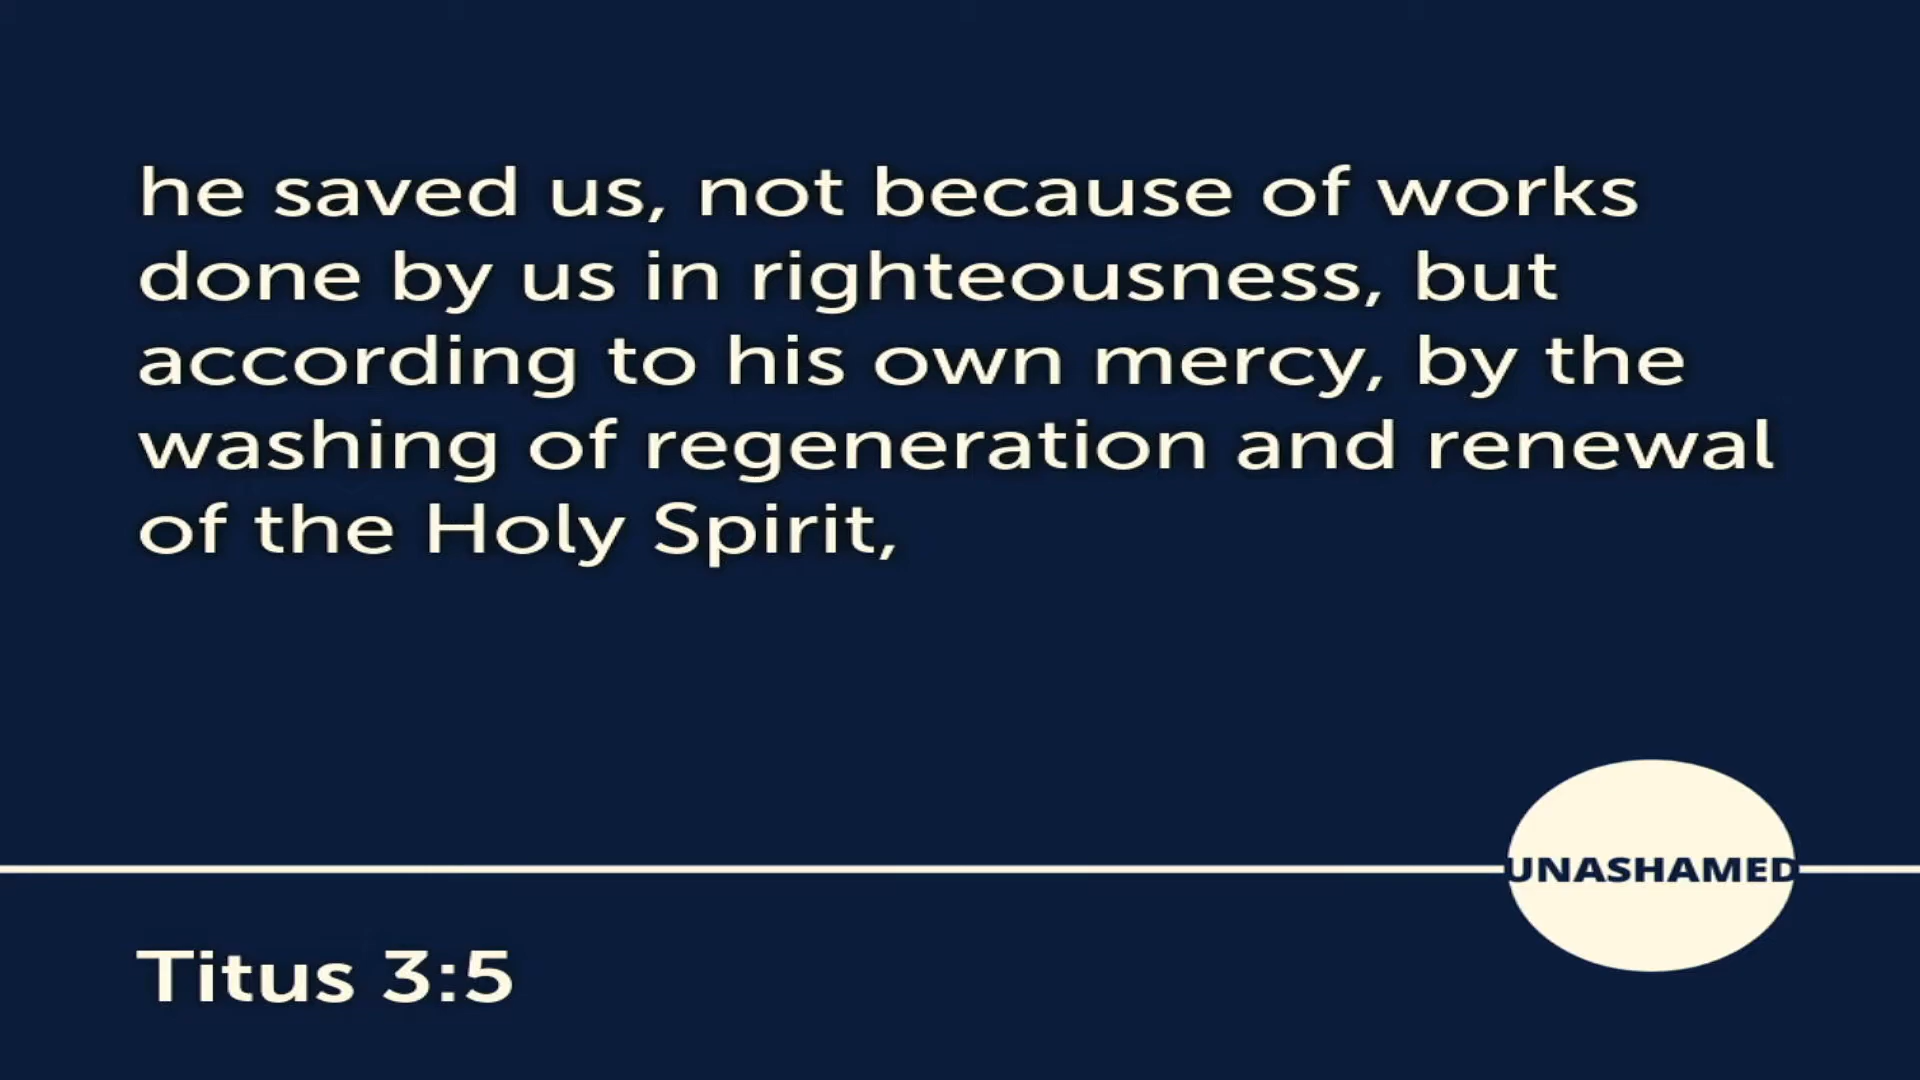 he saved us, not because of works
done by us in righteousness, but
according to his own mercy, by the
washing of regeneration and renewal
of the Holy Spirit,
UNASHAMED
Titus 3:5